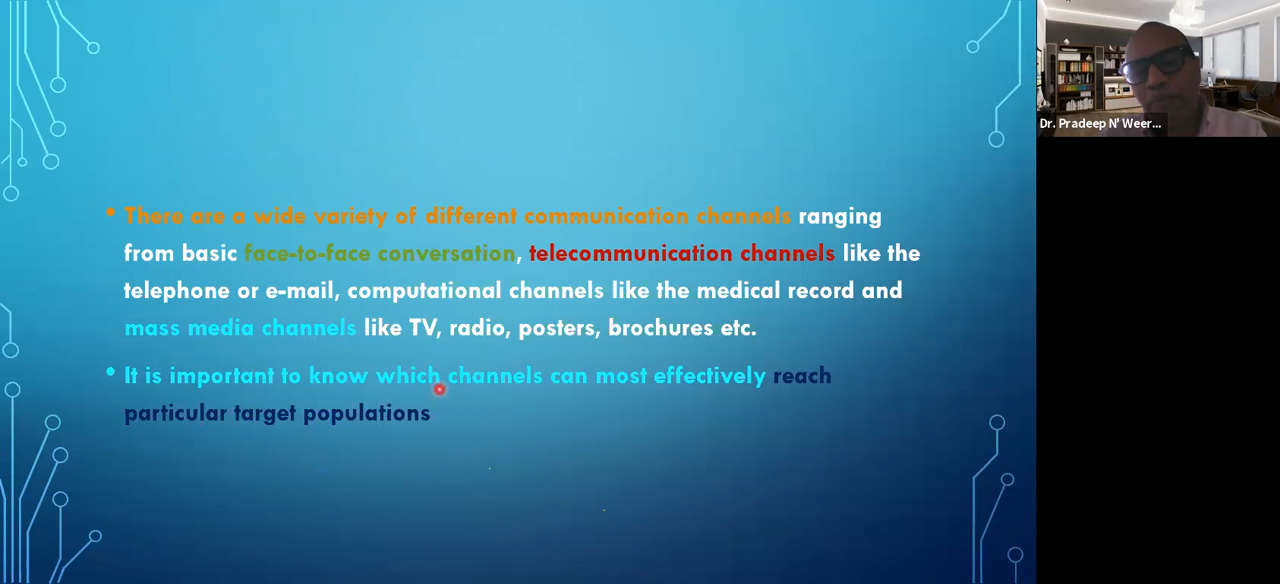 • There are a wide variety of different communication channels ranging
from basic face-to-face conversation, telecommunication channels like the
telephone or e-mail, computational channels like the medical record and
mass media channels like TV, radio, posters, brochures etc.
• It is important to know which channels can most effectively reach
particular target populations
Dr. Pradeep N' Weer...